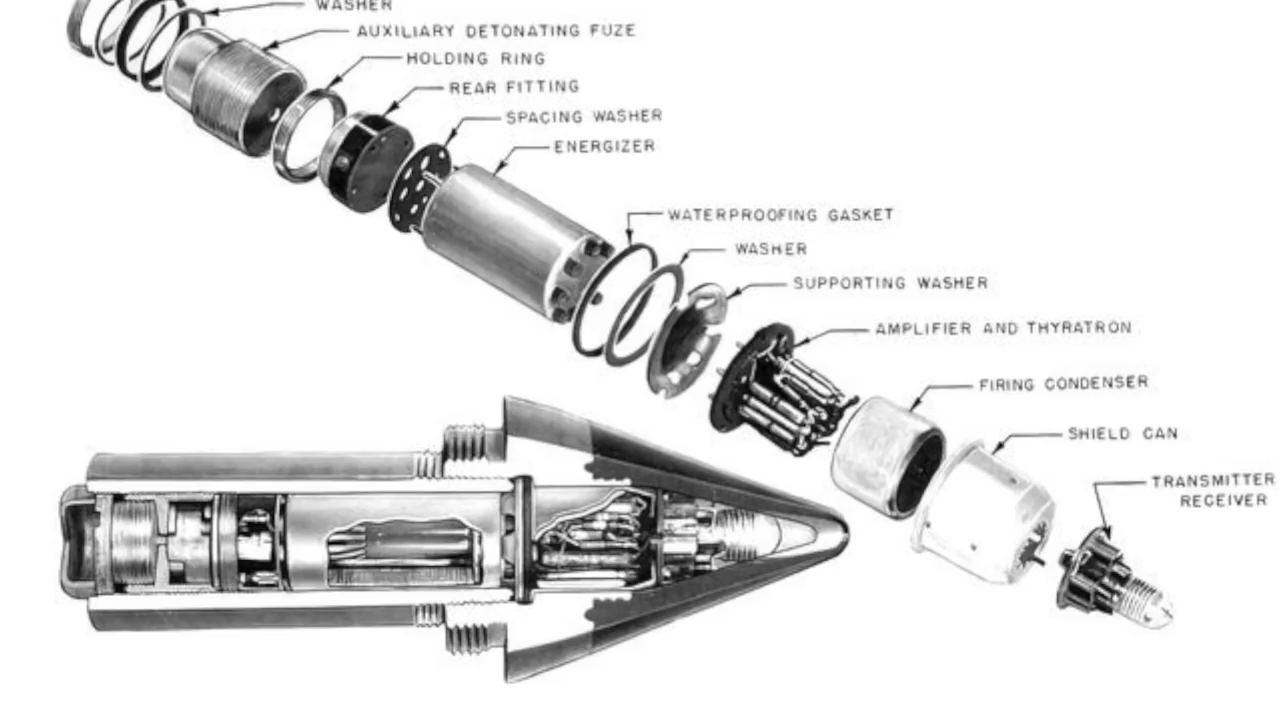 WASHER
AUXILIARY DETONATING FUZE
HOLDING RING
REAR FITTING
SPACING WASHER
ENERGIZER
WATERPROOFING GASKET
WASHER
SUPPORTING WASHER
AMPLIFIER AND THYRATRON
FIRING CONDENSER
SHIELD CAN
TRANSMITTER
RECEIVER